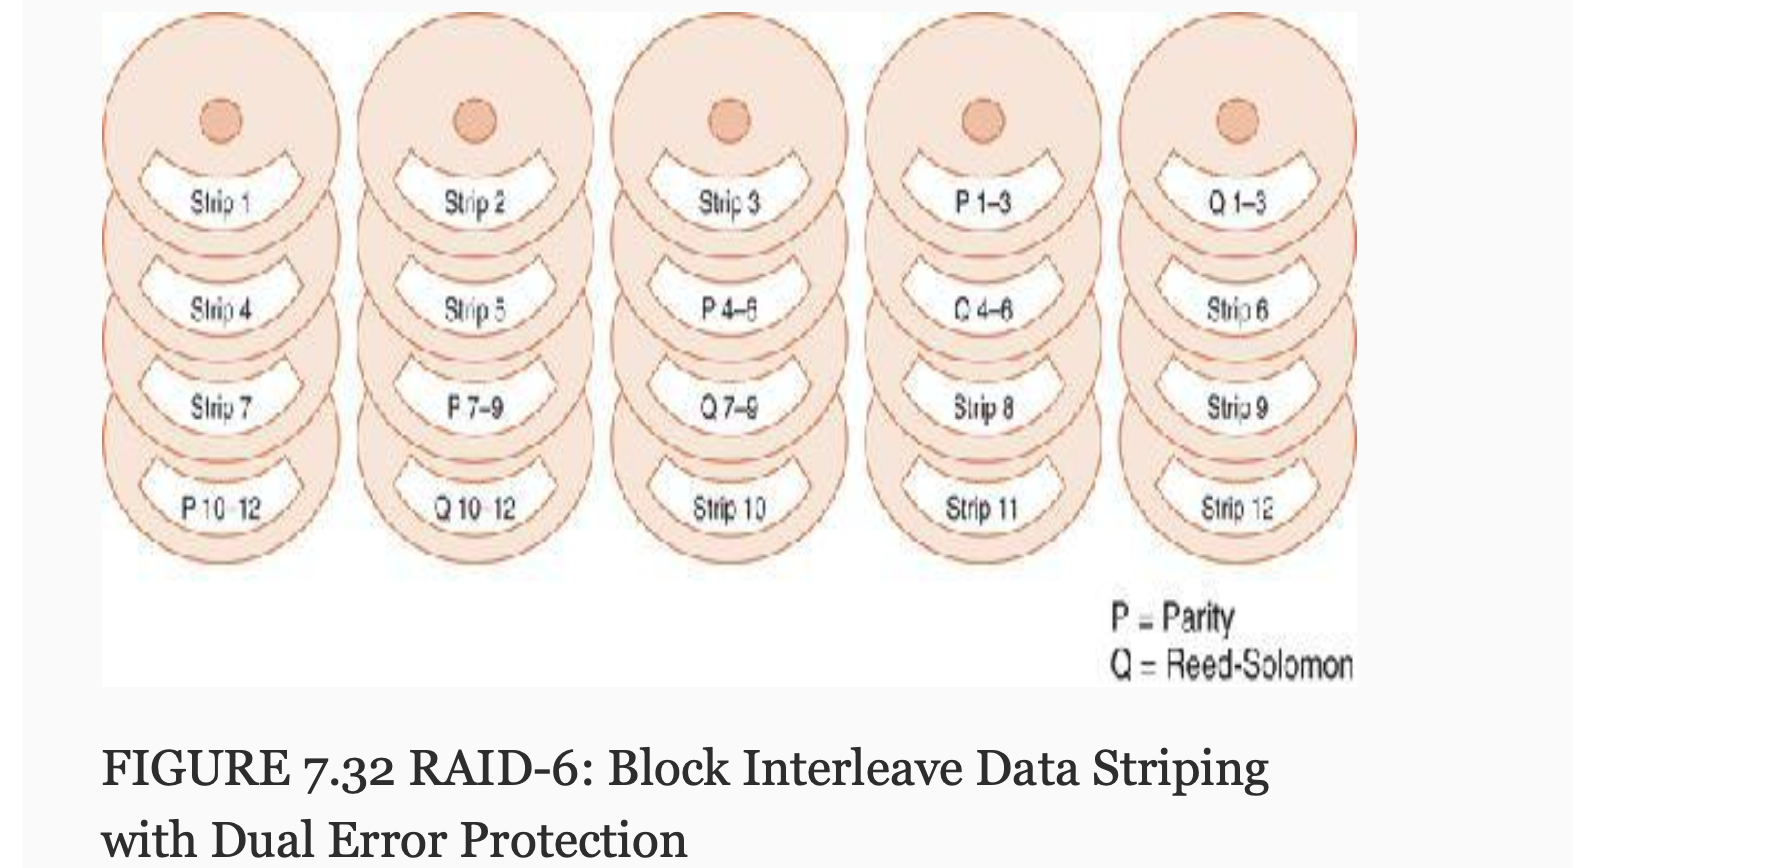 Strip 1 Strip 2 Strip 3 P 1–3 Q 1–3
Strip 4 Strip 5 P 4–6 Q 4–6 Strip 6
Strip 7 P 7–9 Q 7–9 Strip 8 Strip 9
P 10–12 Q 10–12 Strip 10 Strip 11 Strip 12
P = Parity
Q = Reed-Solomon
FIGURE 7.32 RAID-6: Block Interleave Data Striping
with Dual Error Protection